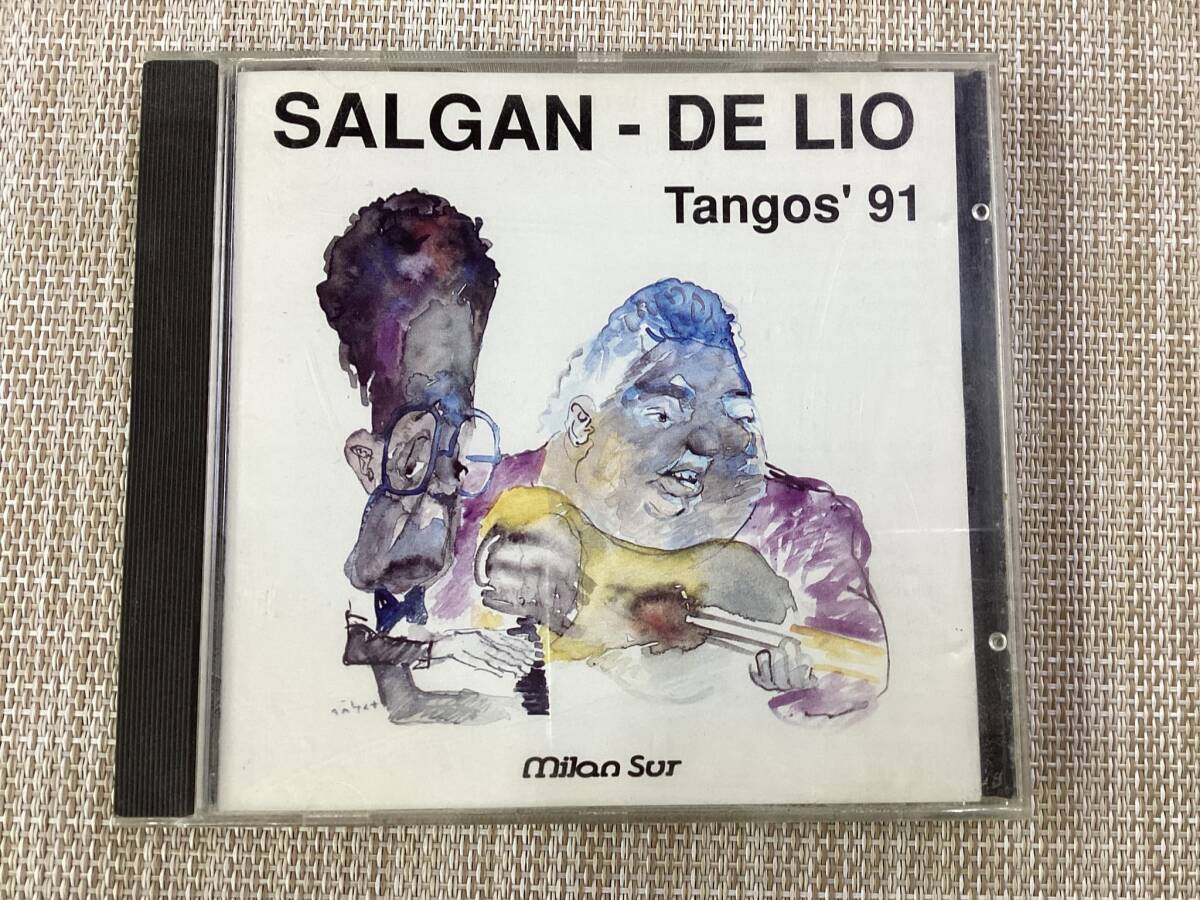 SALGAN - DE LIO
Tangos' 91
Milan Sur